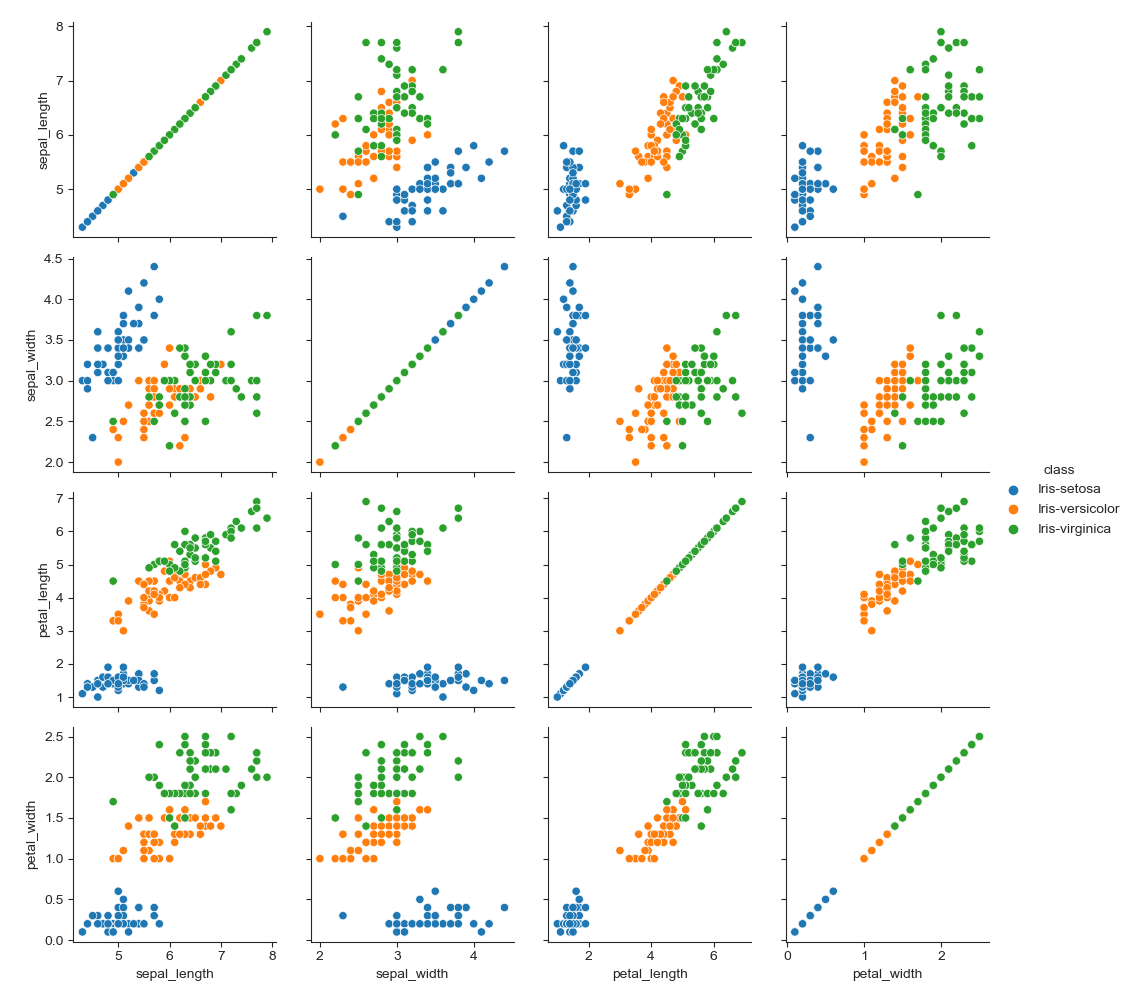 8
7
6
5
sepal_length
4.5
4.0
3.5
3.0
2.5
2.0
sepal_width
class
Iris-setosa
Iris-versicolor
Iris-virginica
7
6
5
4
3
2
1
petal_length
2.5
2.0
1.5
1.0
0.5
0.0
petal_width
5 6 7 8 2 3 4 2 4 6 0 1 2
sepal_length sepal_width petal_length petal_width